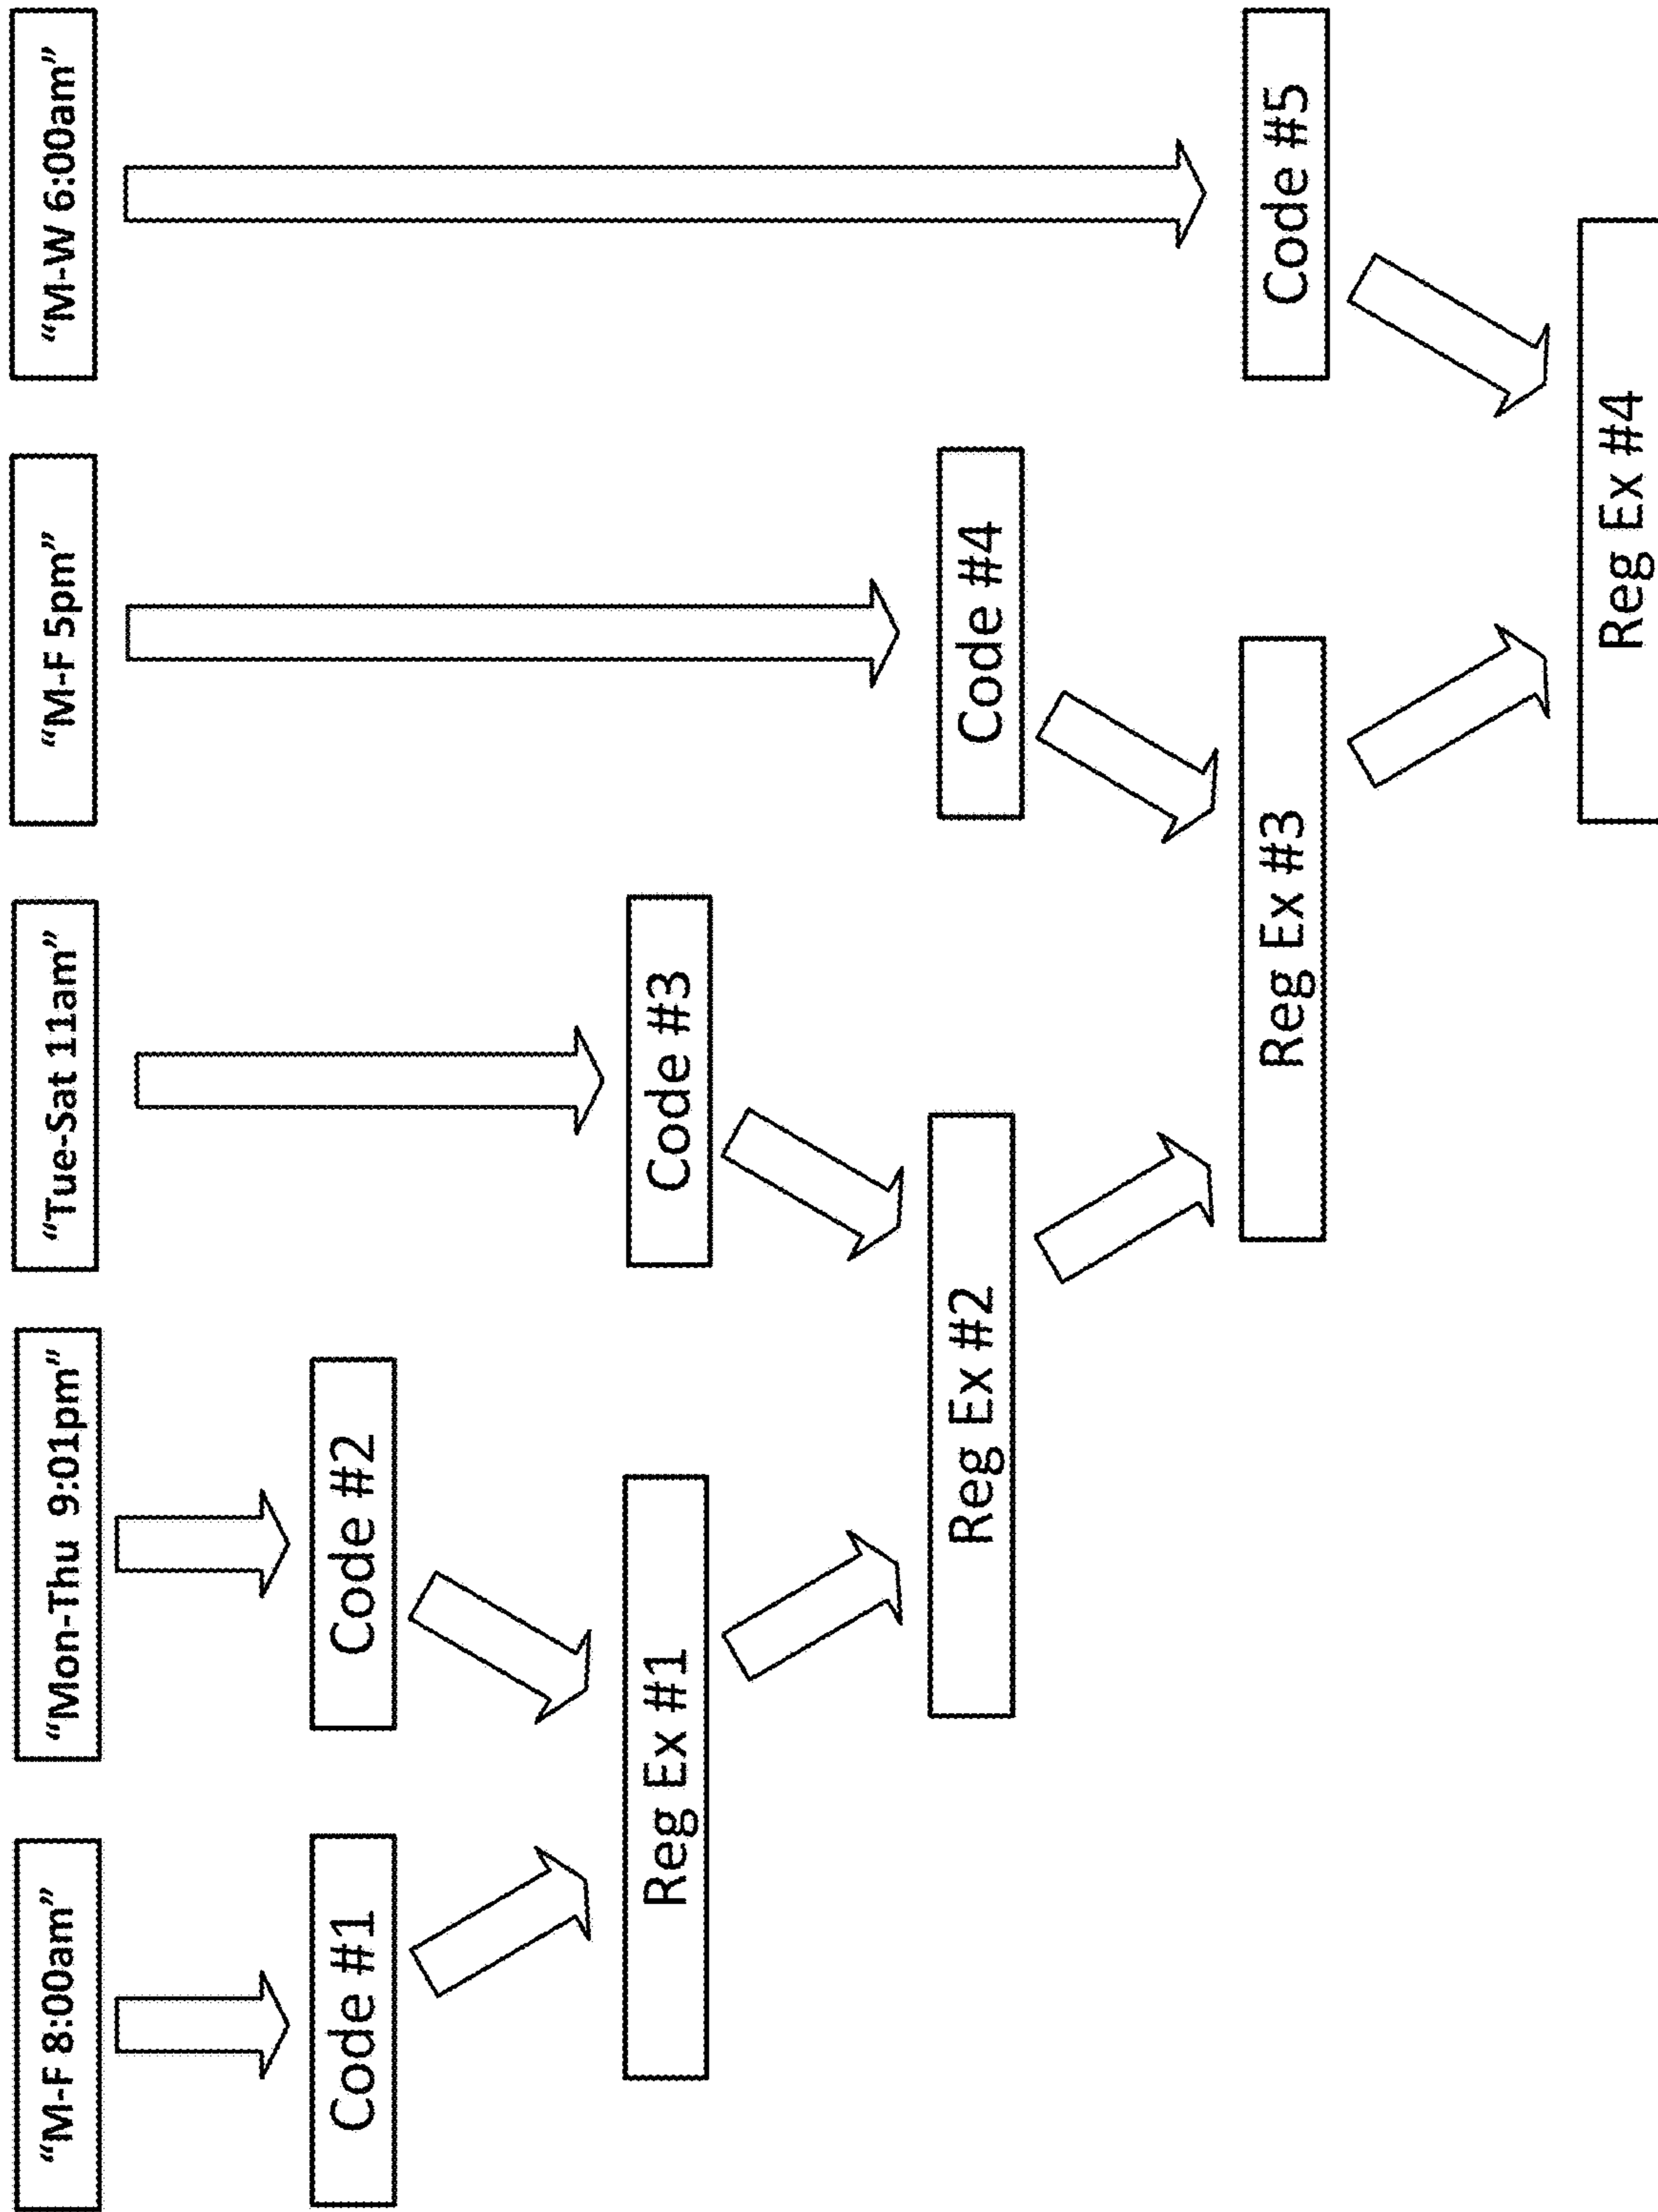 “M-F 8:00am”
“Mon-Thu 9:01pm”
“Tue-Sat 11am”
“M-F 5pm”
“M-W 6:00am”
Code #1
Code #2
Reg Ex #1
Code #3
Reg Ex #2
Code #4
Reg Ex #3
Code #5
Reg Ex #4